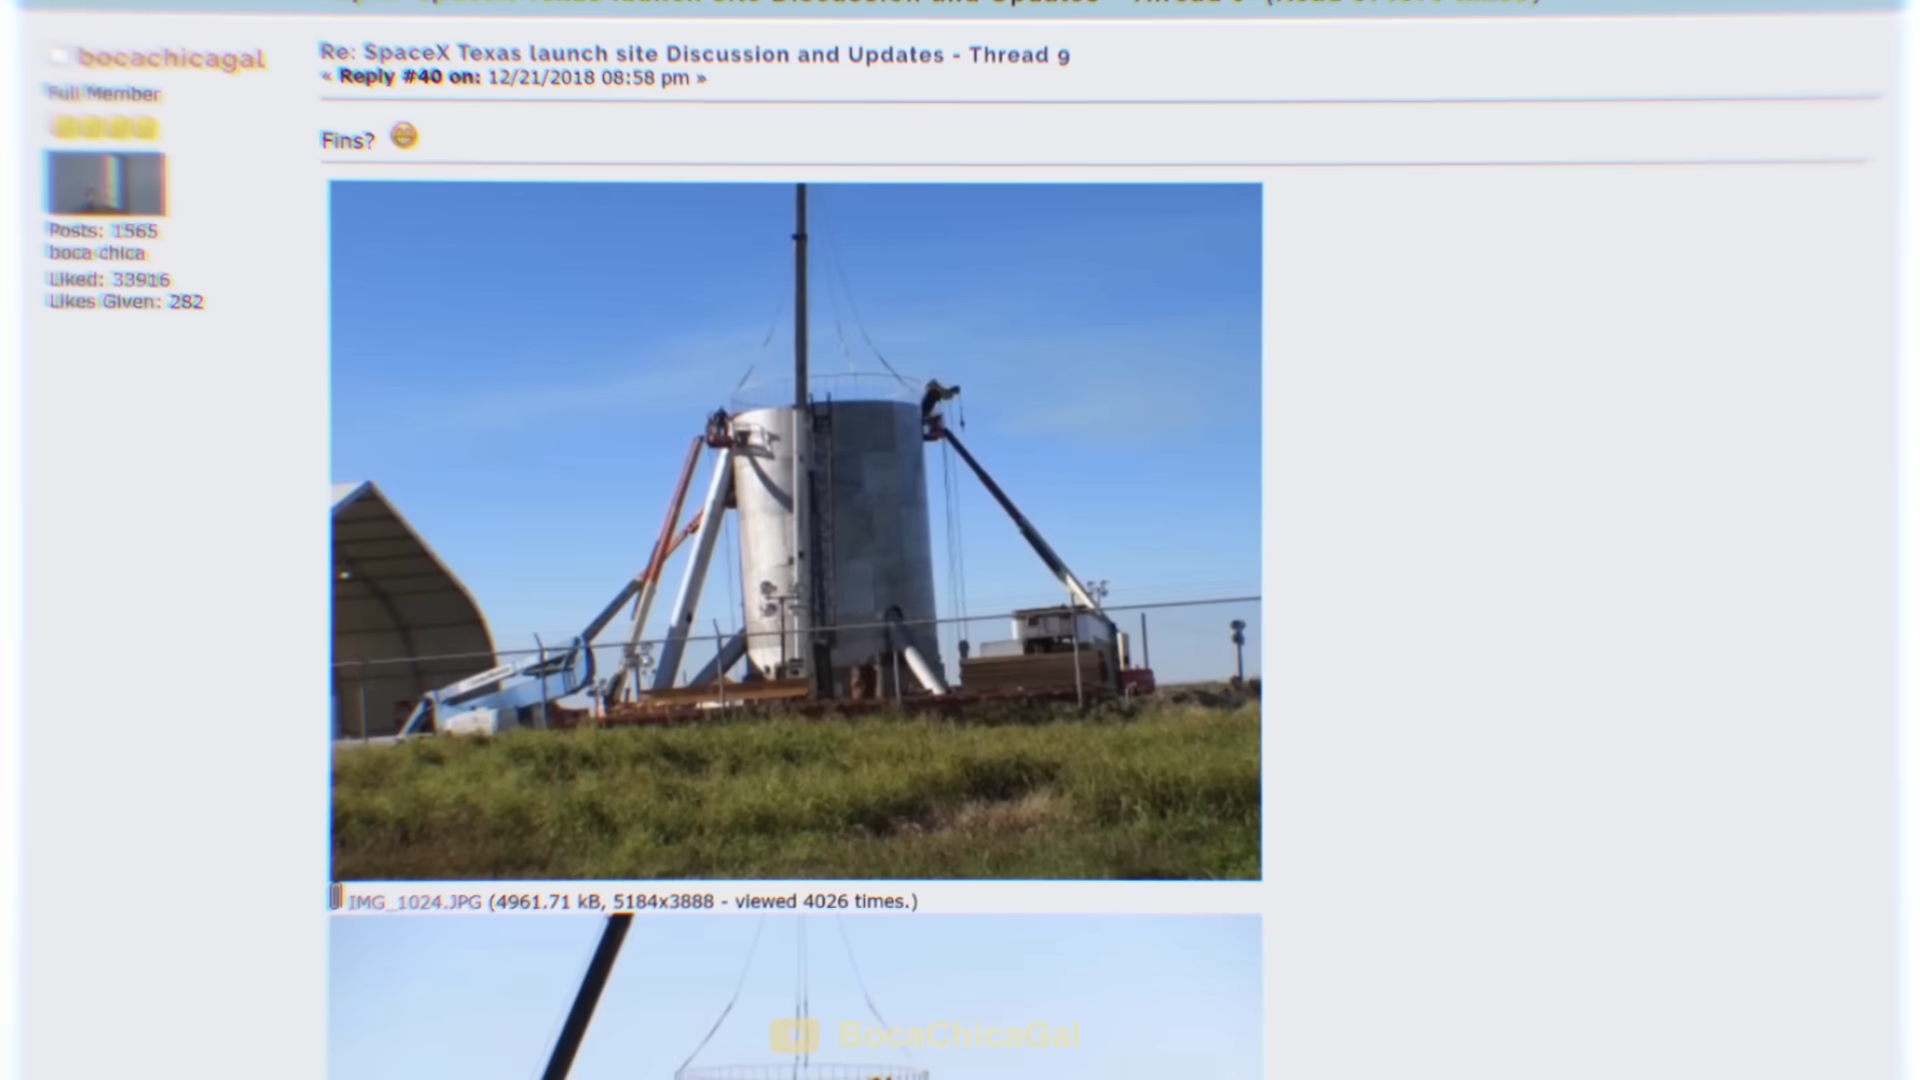 bocachicagal
Full Member
Posts: 1565
boca chica
Liked: 33916
Likes Given: 282
Re: SpaceX Texas launch site Discussion and Updates - Thread 9
« Reply #40 on: 12/21/2018 08:58 pm »
Fins?
IMG_1024.JPG (4961.71 kB, 5184x3888 - viewed 4026 times.)
BocaChicaGal